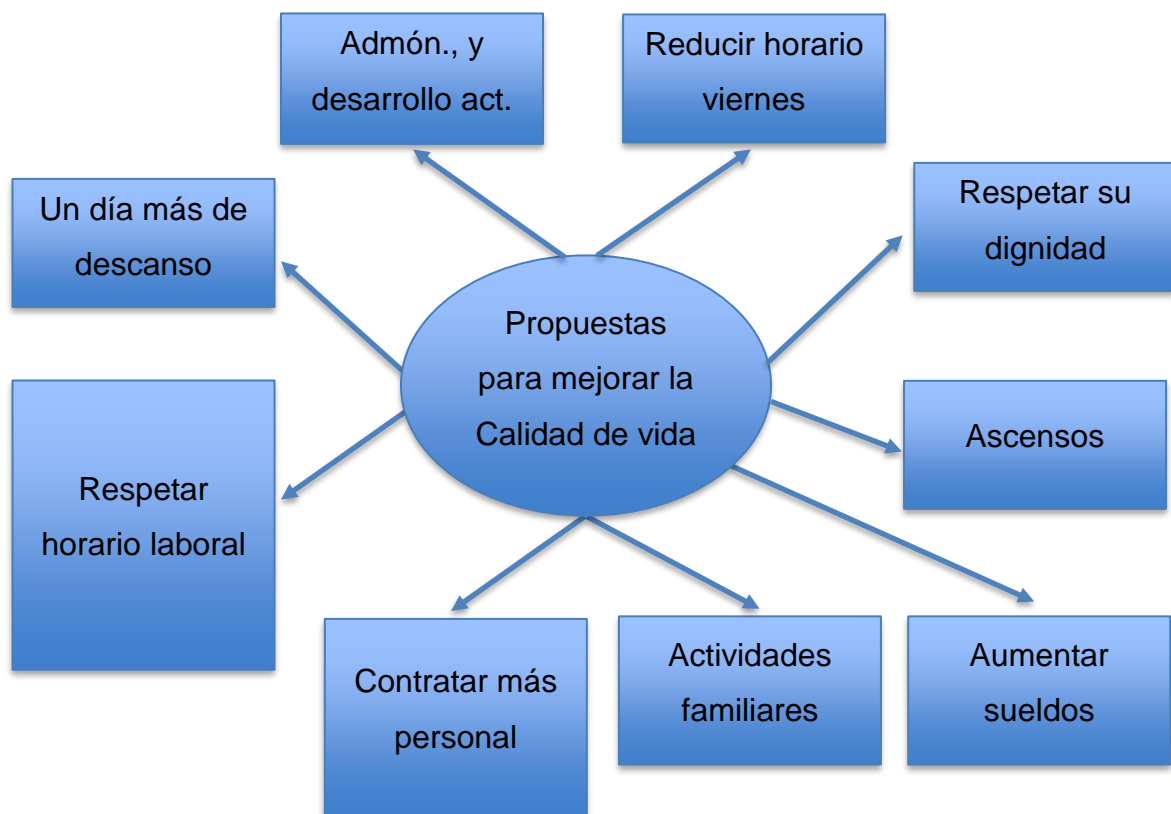 Admón., y
desarrollo act.
Reducir horario
viernes
Un día más de
descanso
Respetar su
dignidad
Propuestas
para mejorar la
Calidad de vida
Ascensos
Respetar
horario laboral
Contratar más
personal
Actividades
familiares
Aumentar
sueldos